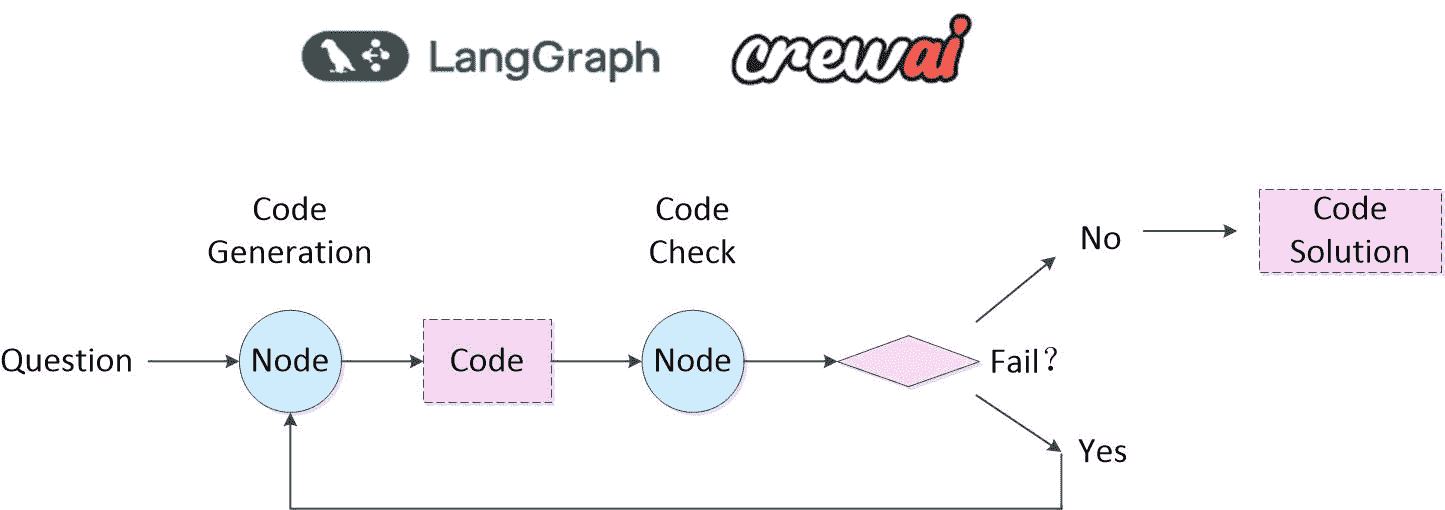 LangGraph
crewai
Code
Generation
Code
Check
No
Code
Solution
Question
Node
Code
Node
Fail？
Yes